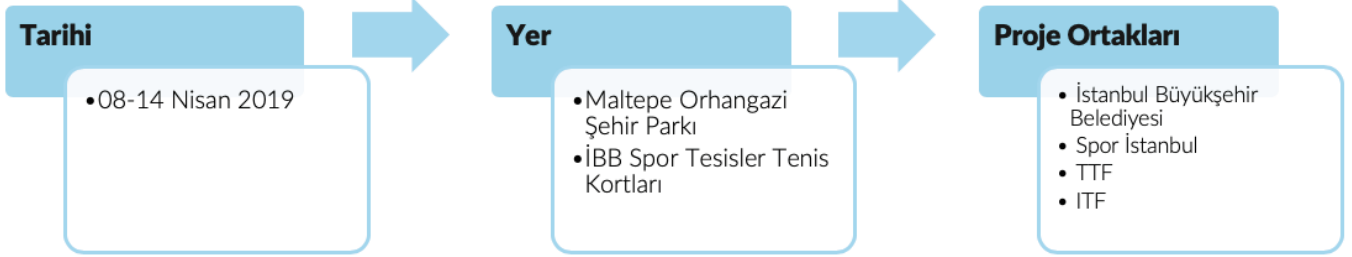 Tarihi
•08-14 Nisan 2019
Yer
•Maltepe Orhangazi
Şehir Parkı
•İBB Spor Tesisler Tenis
Kortları
Proje Ortakları
• İstanbul Büyükşehir
Belediyesi
• Spor İstanbul
• TTF
• ITF